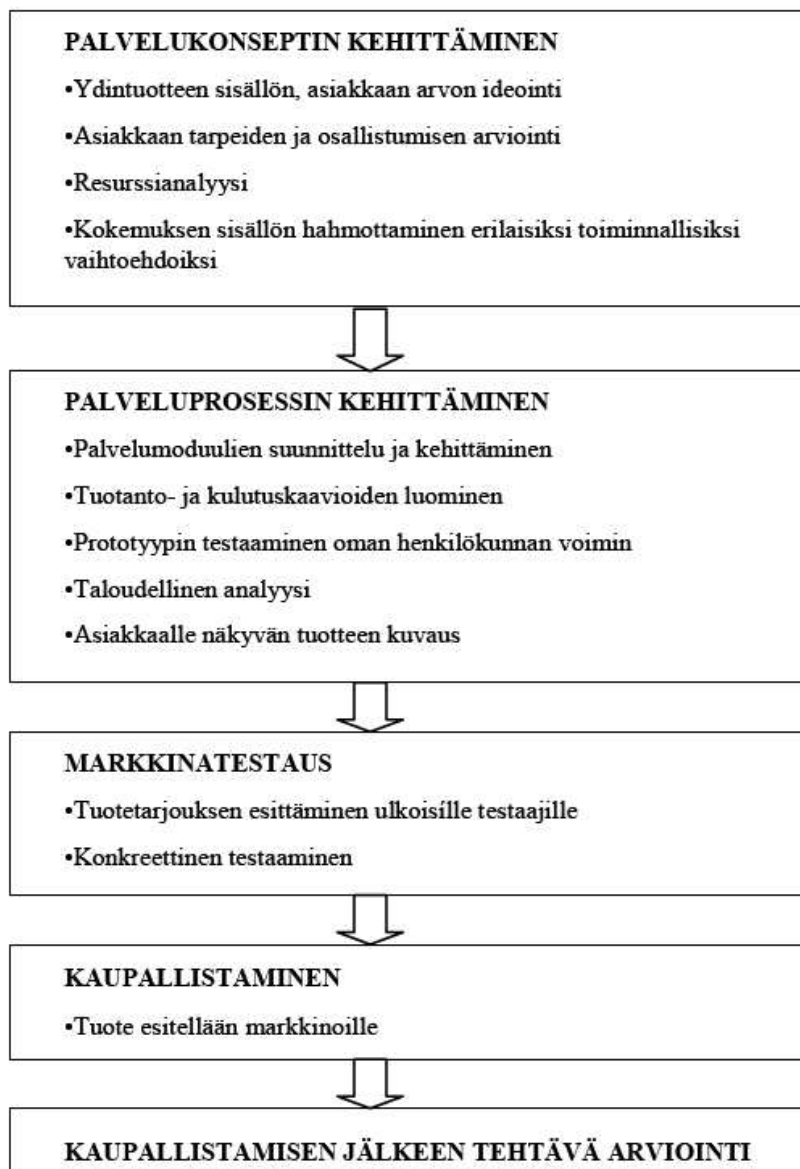 PALVELUKONSEPTIN KEHITTÄMINEN
•Ydintuotteen sisällön, asiakkaan arvon ideointi
•Asiakkaan tarpeiden ja osallistumisen arviointi
•Resurssianalyysi
•Kokemuksen sisällön hahmottaminen erilaisiksi toiminnallisiksi
vaihtoehdoiksi
PALVELUPROSESSIN KEHITTÄMINEN
•Palvelumoduulien suunnittelu ja kehittäminen
•Tuotanto- ja kulutuskaavioiden luominen
•Prototyypin testaaminen oman henkilökunnan voimin
•Taloudellinen analyysi
•Asiakkaalle näkyvän tuotteen kuvaus
MARKKINATESTAUS
•Tuotetarjouksen esittäminen ulkoisílle testaajille
•Konkreettinen testaaminen
KAUPALLISTAMINEN
•Tuote esitellään markkinoille
KAUPALLISTAMISEN JÄLKEEN TEHTÄVÄ ARVIOINTI